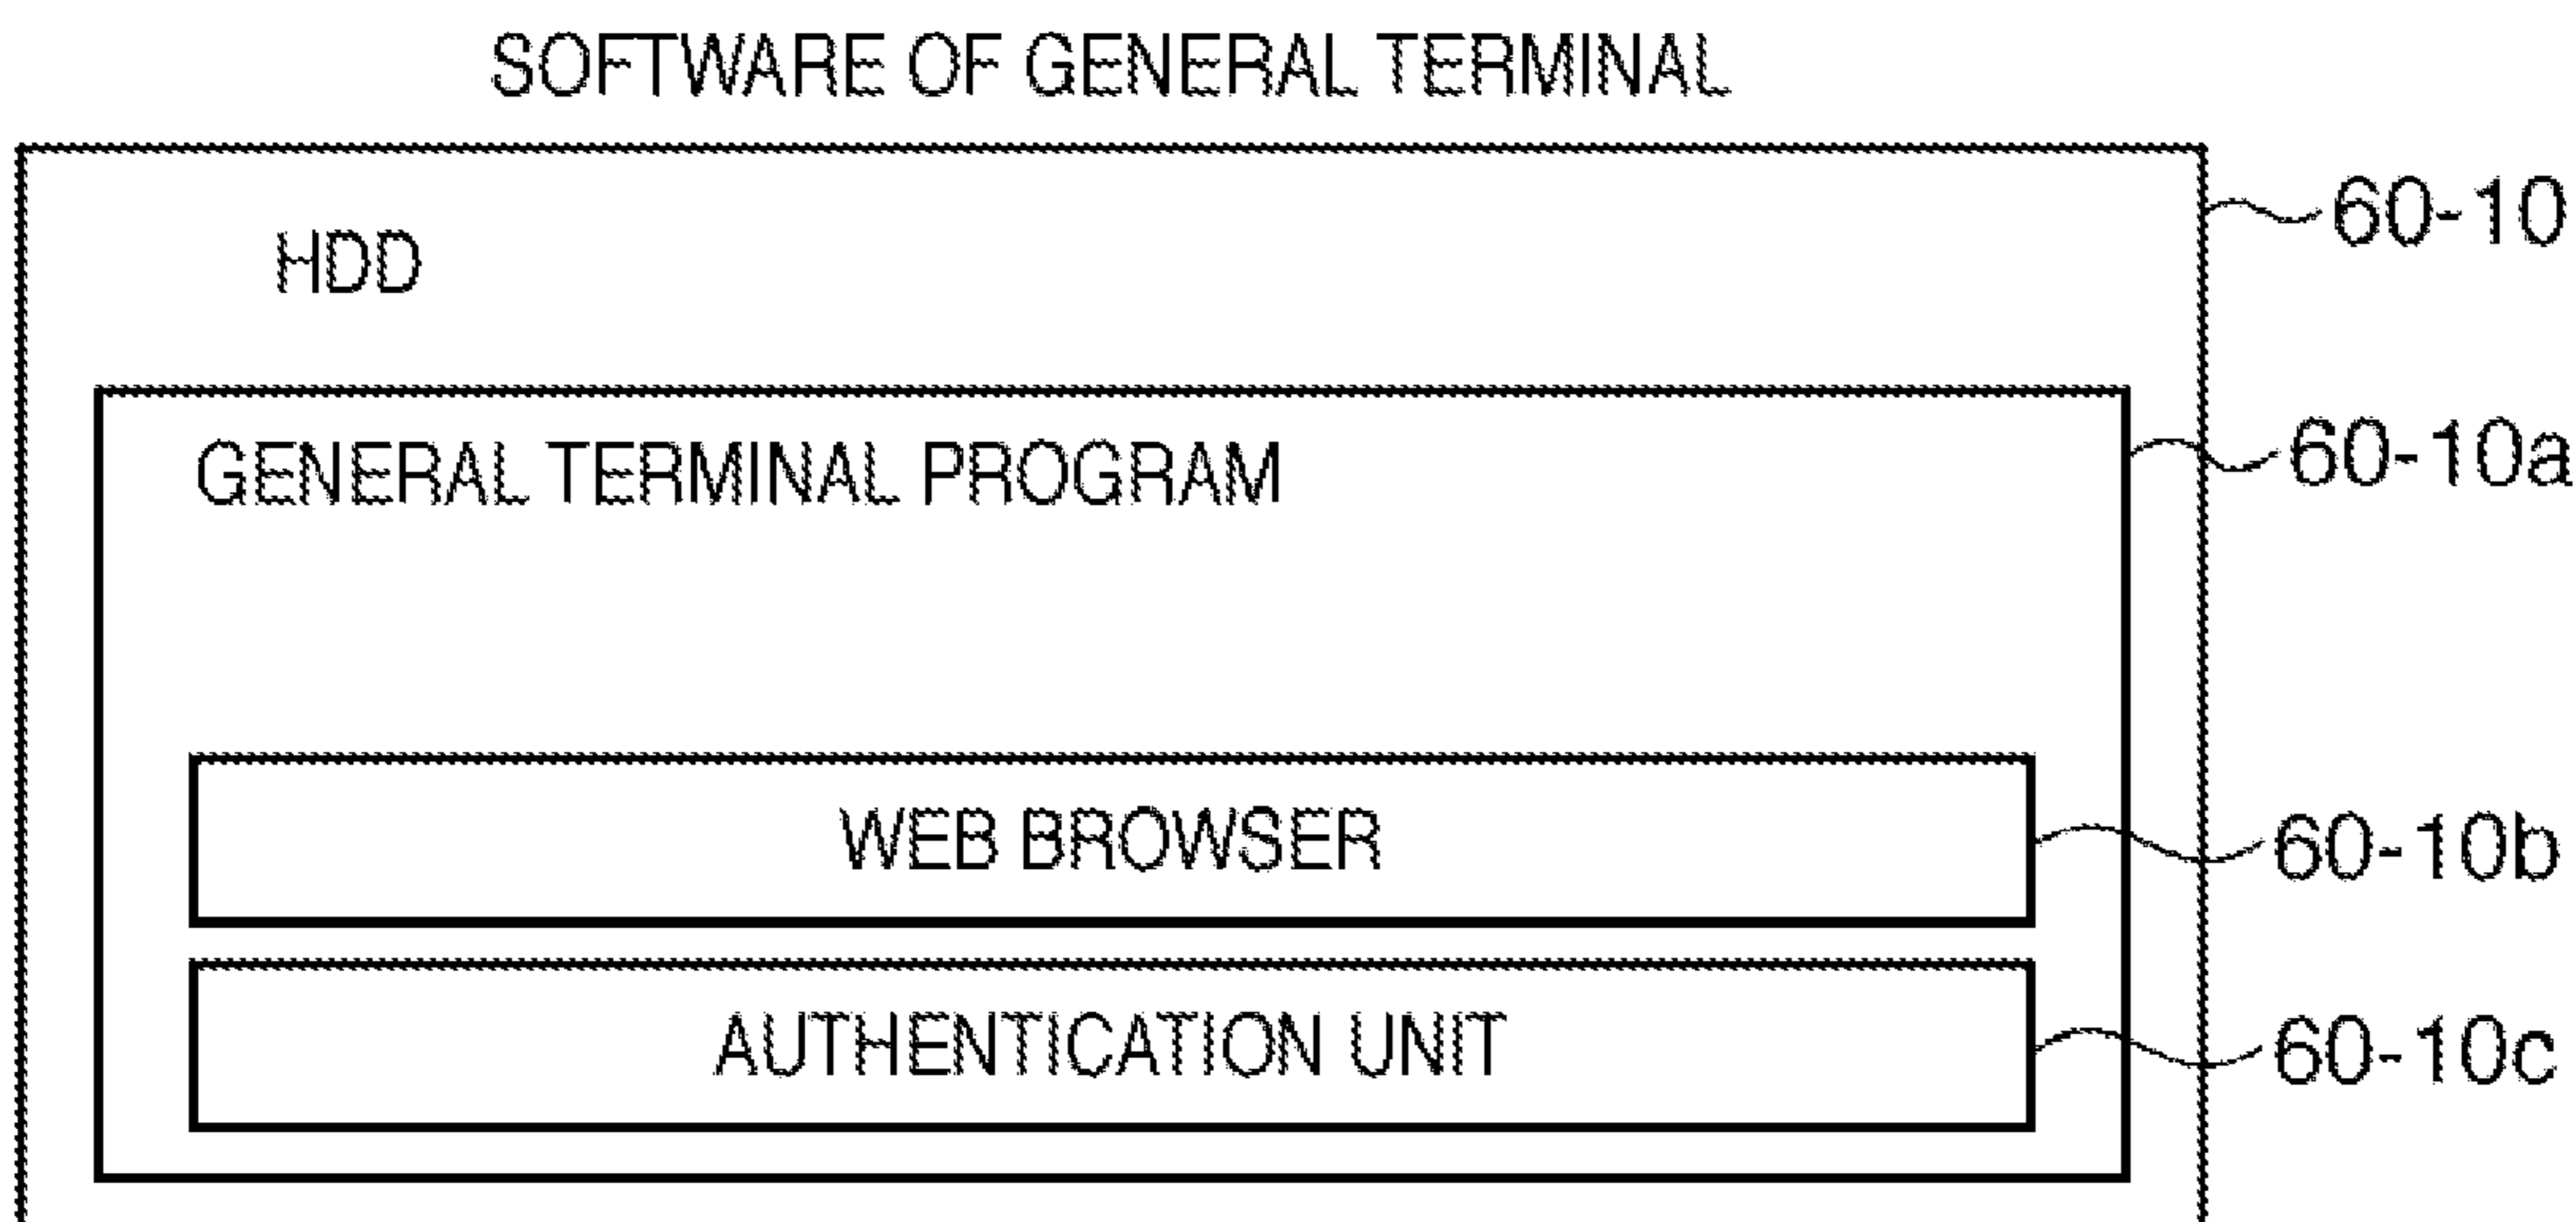 SOFTWARE OF GENERAL TERMINAL
HDD
60-10
GENERAL TERMINAL PROGRAM
60-10a
WEB BROWSER
60-10b
AUTHENTICATION UNIT
60-10c